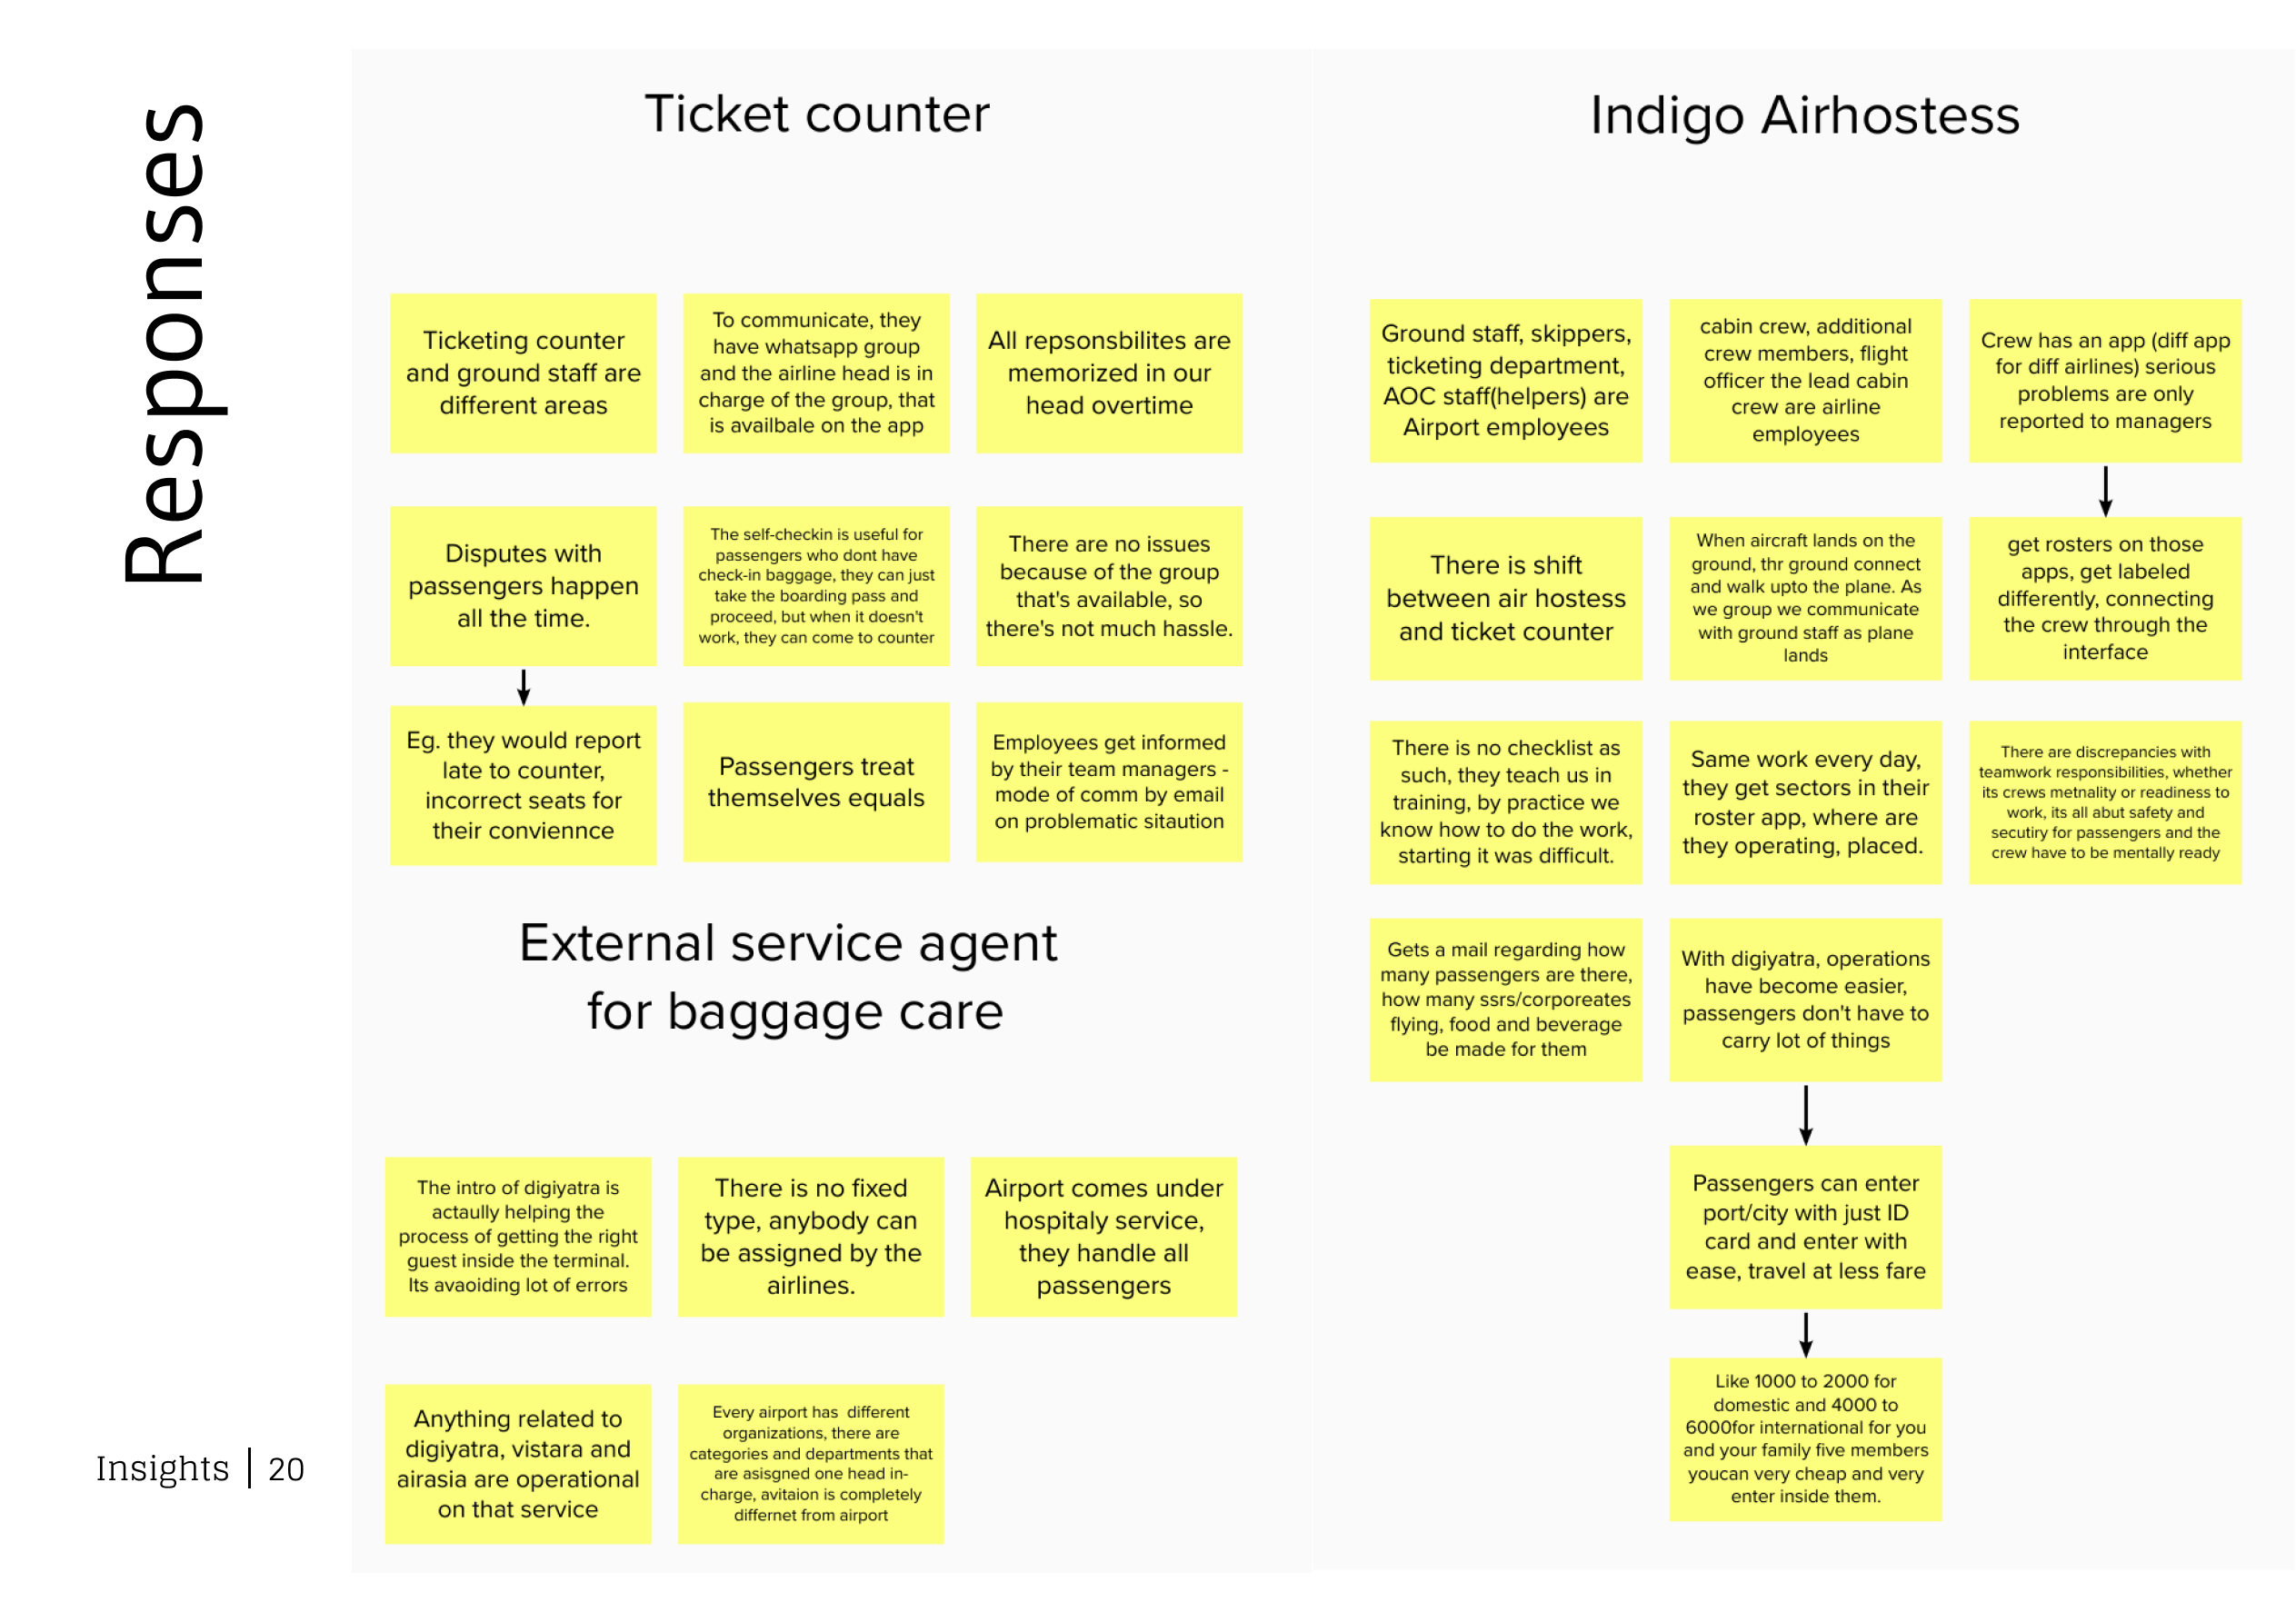 Responses
Ticket counter
Ticketing counter
and ground staff are
different areas
To communicate, they
have whatsapp group
and the airline head is in
charge of the group, that
is availbale on the app
All repsonsbilites are
memorized in our
head overtime
Disputes with
passengers happen
all the time.
The self-checkin is useful for
passengers who dont have
check-in baggage, they can just
take the boarding pass and
proceed, but when it doesn't
work, they can come to counter
There are no issues
because of the group
that's available, so
there's not much hassle.
Eg. they would report
late to counter,
incorrect seats for
their conviennce
Passengers treat
themselves equals
Employees get informed
by their team managers -
mode of comm by email
on problematic sitaution
External service agent
for baggage care
The intro of digiyatra is
actaully helping the
process of getting the right
guest inside the terminal.
Its avaoiding lot of errors
There is no fixed
type, anybody can
be assigned by the
airlines.
Airport comes under
hospitaly service,
they handle all
passengers
Anything related to
digiyatra, vistara and
airasia are operational
on that service
Every airport has different
organizations, there are
categories and departments that
are asisgned one head in-
charge, avitaion is completely
differnet from airport
Indigo Airhostess
Ground staff, skippers,
ticketing department,
AOC staff(helpers) are
Airport employees
cabin crew, additional
crew members, flight
officer the lead cabin
crew are airline
employees
Crew has an app (diff app
for diff airlines) serious
problems are only
reported to managers
There is shift
between air hostess
and ticket counter
When aircraft lands on the
ground, thr ground connect
and walk upto the plane. As
we group we communicate
with ground staff as plane
lands
get rosters on those
apps, get labeled
differently, connecting
the crew through the
interface
There is no checklist as
such, they teach us in
training, by practice we
know how to do the work,
starting it was difficult.
Same work every day,
they get sectors in their
roster app, where are
they operating, placed.
There are discrepancies with
teamwork responsibilities, whether
its crews metnality or readiness to
work, its all abut safety and
secutiry for passengers and the
crew have to be mentally ready
Gets a mail regarding how
many passengers are there,
how many ssrs/corporeates
flying, food and beverage
be made for them
With digiyatra, operations
have become easier,
passengers don't have to
carry lot of things
Passengers can enter
port/city with just ID
card and enter with
ease, travel at less fare
Like 1000 to 2000 for
domestic and 4000 to
6000for international for you
and your family five members
youcan very cheap and very
enter inside them.
Insights | 20